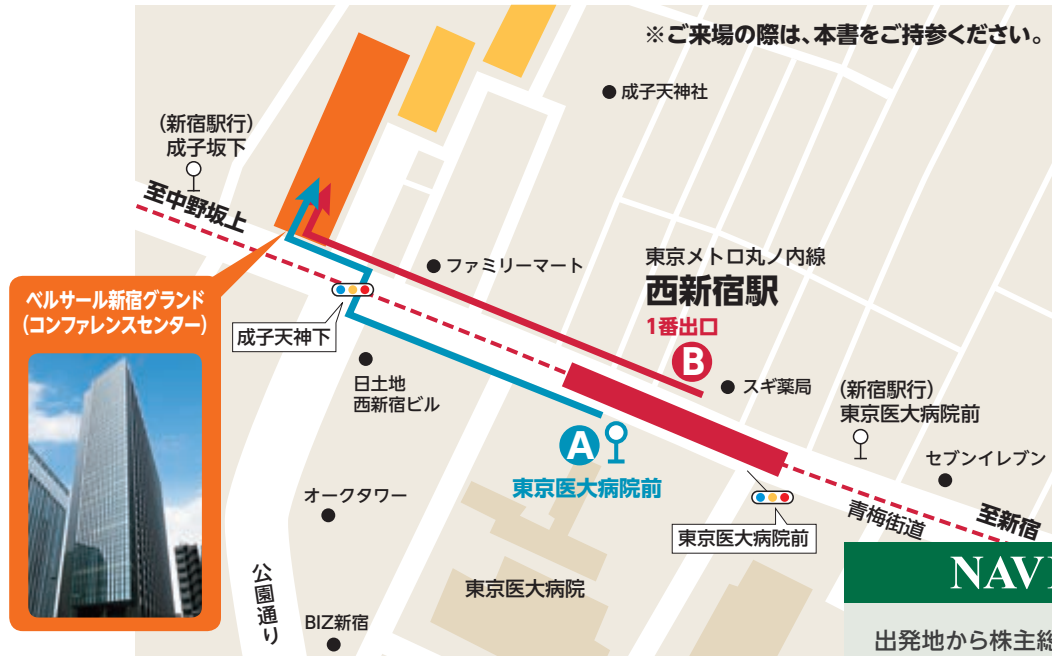 ※ご来場の際は、本書をご持参ください。
成子天神社
(新宿駅行)
成子坂下
至中野坂上
ファミリーマート
東京メトロ丸ノ内線
西新宿駅
1番出口
B
ベルサール新宿グランド
(コンファレンスセンター)
成子天神下
日土地
西新宿ビル
スギ薬局
(新宿駅行)
東京医大病院前
A
東京医大病院前
セブンイレブン
オークタワー
青梅街道
至新宿
東京医大病院前
公園通り
東京医大病院
BIZ新宿
NAV
出発地から株主総